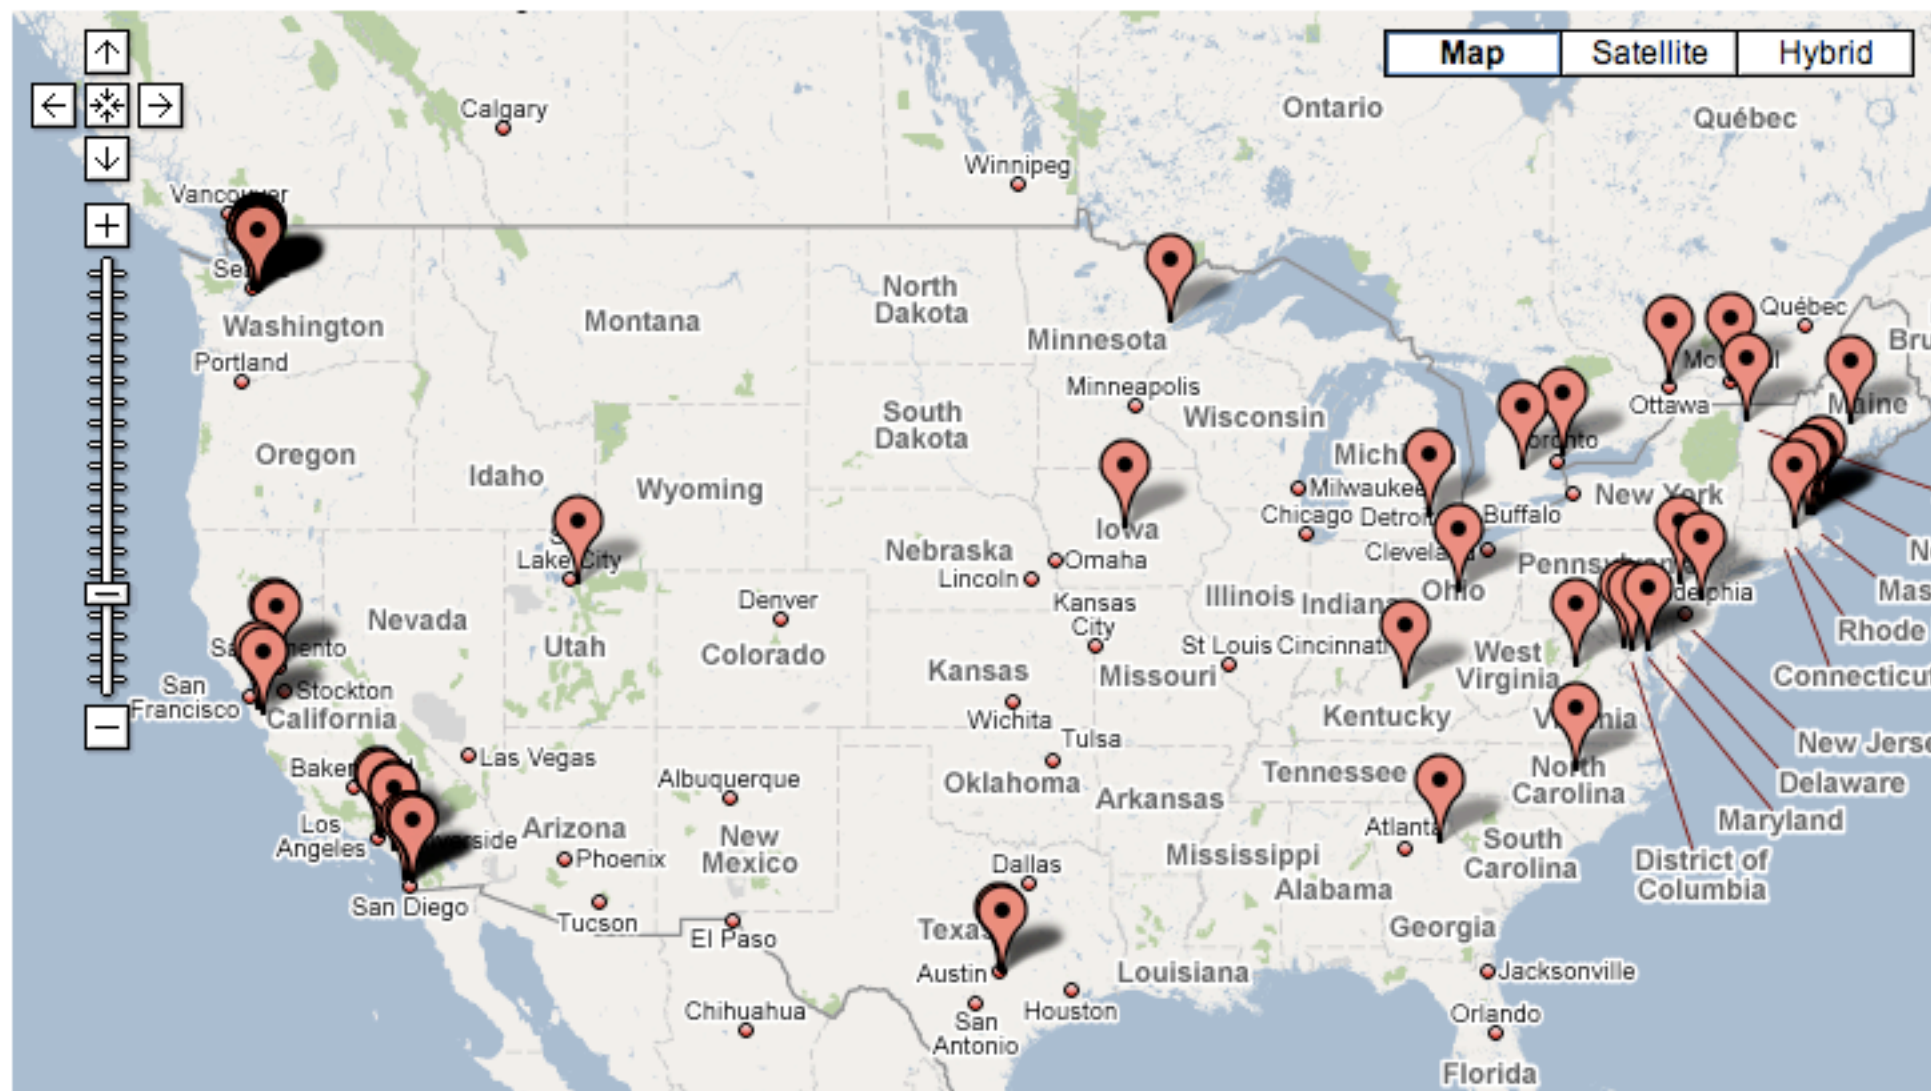 Map
Satellite
Hybrid
Calgary
Ontario
Québec
Winnipeg
Vancouver
North
Dakota
Québec
Washington
Montana
Minnesota
Portland
Minneapolis
Ottawa
Maine
South
Dakota
Wisconsin
Oregon
Idaho
Wyoming
Milwaukee
New York
Chicago
Buffalo
Iowa
Nebraska
Omaha
Lake City
Lincoln
Ohio
Denver
Kansas
City
Illinois
Nevada
Rhode
Utah
Colorado
St Louis
West
Virginia
Kansas
Missouri
Connecticut
San
Francisco
Stockton
California
Wichita
Kentucky
Tulsa
New Jerse
Las Vegas
Albuquerque
Oklahoma
Tennessee
North
Carolina
Delaware
Arkansas
Maryland
Los
Angeles
Arizona
New
Mexico
Phoenix
Dallas
Mississippi
South
Carolina
District of
Columbia
Alabama
San Diego
Tucson
El Paso
Georgia
Austin
Louisiana
Jacksonville
Chihuahua
San
Antonio
Houston
Orlando
Florida